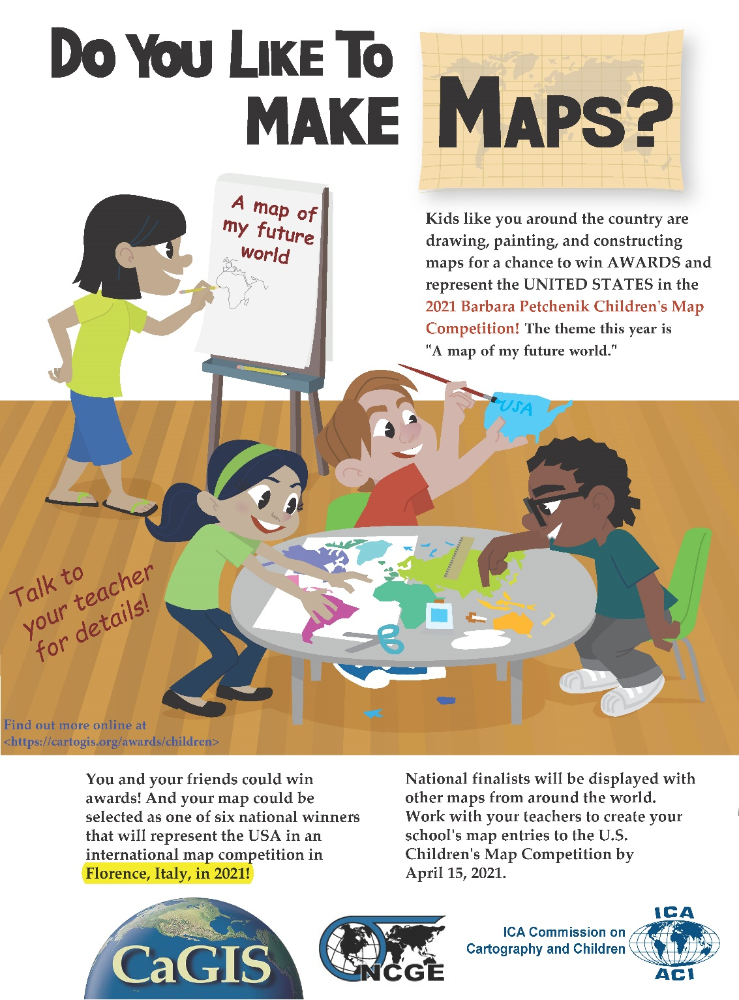 DO YOU LIKE TO
MAKE MAPS?
A map of
my future
world
Kids like you around the country are
drawing, painting, and constructing
maps for a chance to win AWARDS and
represent the UNITED STATES in the
2021 Barbara Petchenik Children's Map
Competition! The theme this year is
"A map of my future world."
USA
Talk to
your teacher
for details!
Find out more online at
<https://cartogis.org/awards/children>
You and your friends could win
awards! And your map could be
selected as one of six national winners
that will represent the USA in an
international map competition in
Florence, Italy, in 2021!
National finalists will be displayed with
other maps from around the world.
Work with your teachers to create your
school's map entries to the U.S.
Children's Map Competition by
April 15, 2021.
CaGIS
NCGE
ICA Commission on
Cartography and Children
ICA
ACI